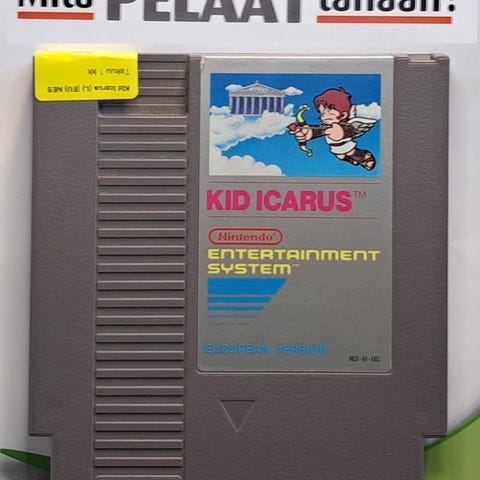 Mitä PELAAT tänään?
Kid Icarus (L) (EU) NES
Takuu 1 kk.
KID ICARUS™
Nintendo®
ENTERTAINMENT
SYSTEM™
EUROPEAN VERSION
NES-KI-EEC